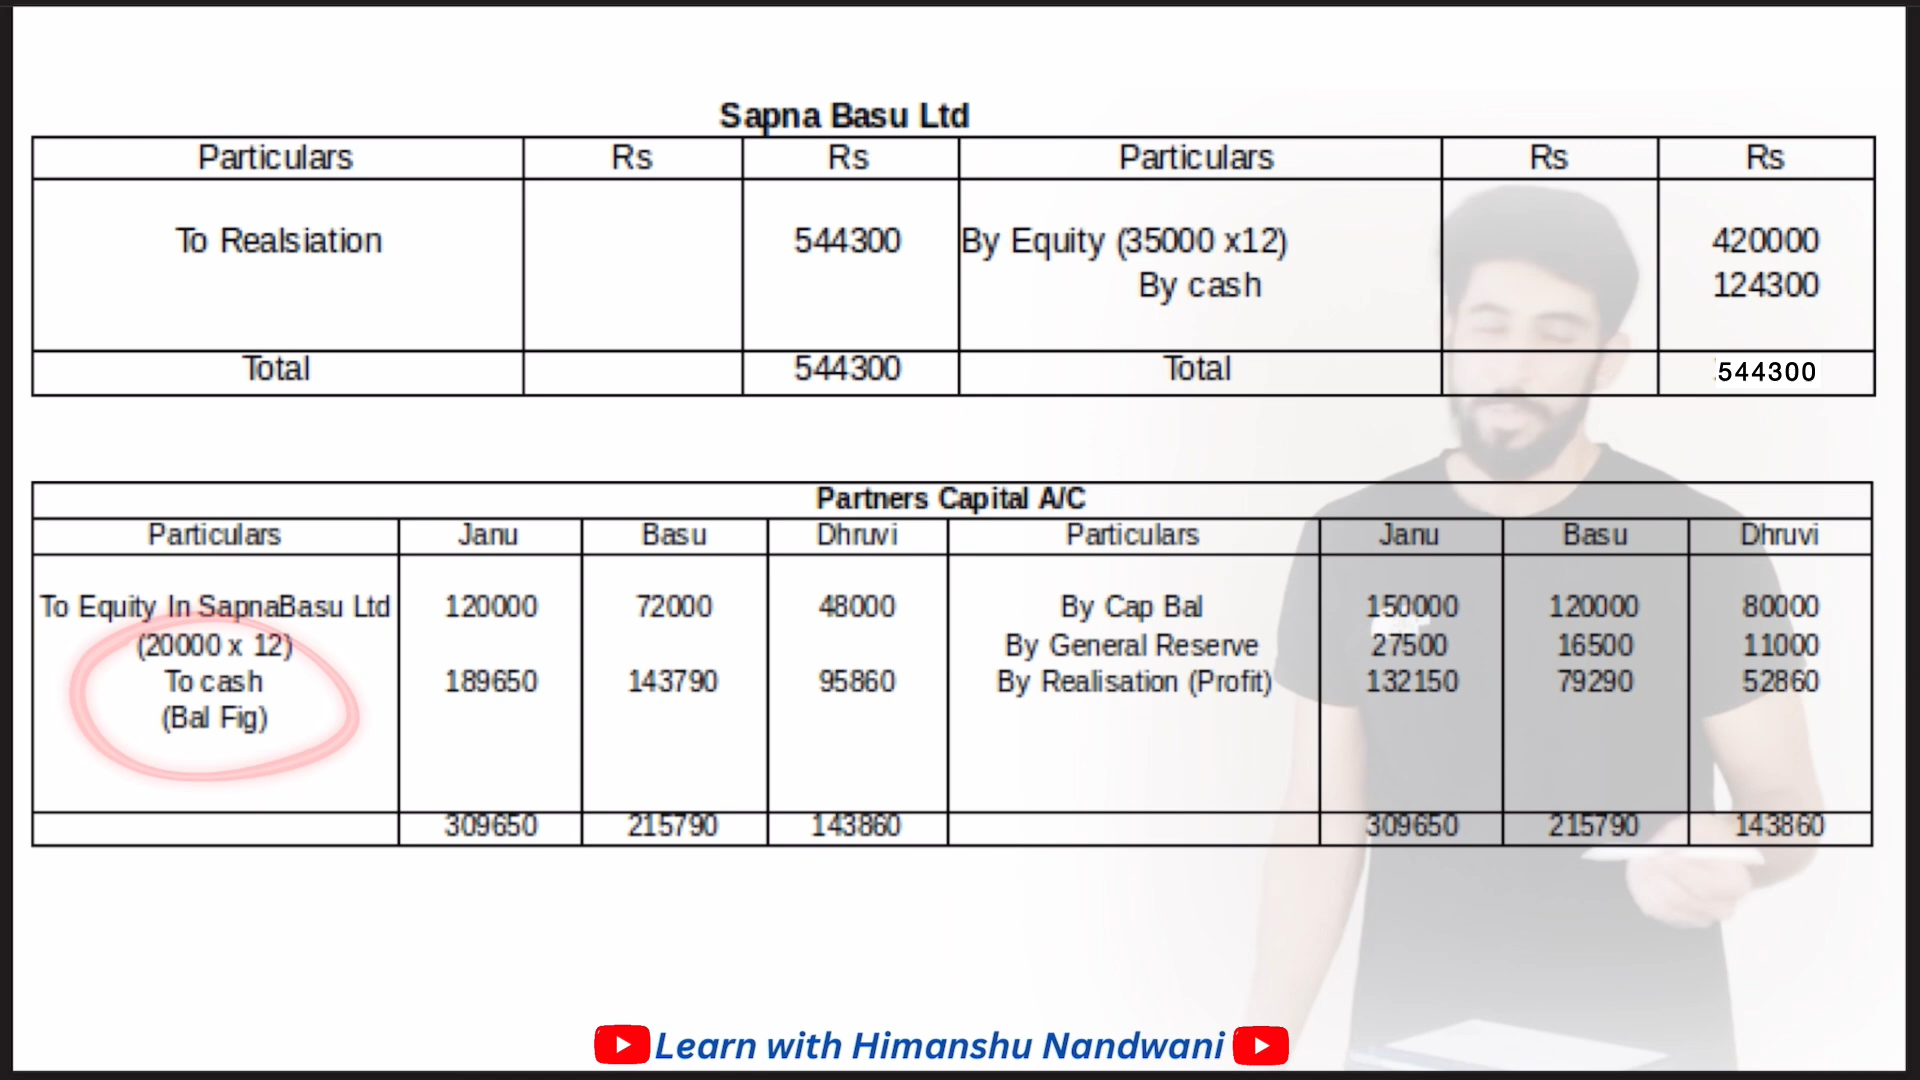 Sapna Basu Ltd
Particulars Rs Rs Particulars Rs Rs
To Realsiation 544300 By Equity (35000 x12) 420000
By cash 124300
Total 544300 Total 544300
Partners Capital A/C
Particulars Janu Basu Dhruvi Particulars Janu Basu Dhruvi
To Equity In SapnaBasu Ltd 120000 72000 48000 By Cap Bal 150000 120000 80000
(20000 x 12) By General Reserve 27500 16500 11000
To cash 189650 143790 95860 By Realisation (Profit) 132150 79290 52860
(Bal Fig)
309650 215790 143860 309650 215790 143860
Learn with Himanshu Nandwani